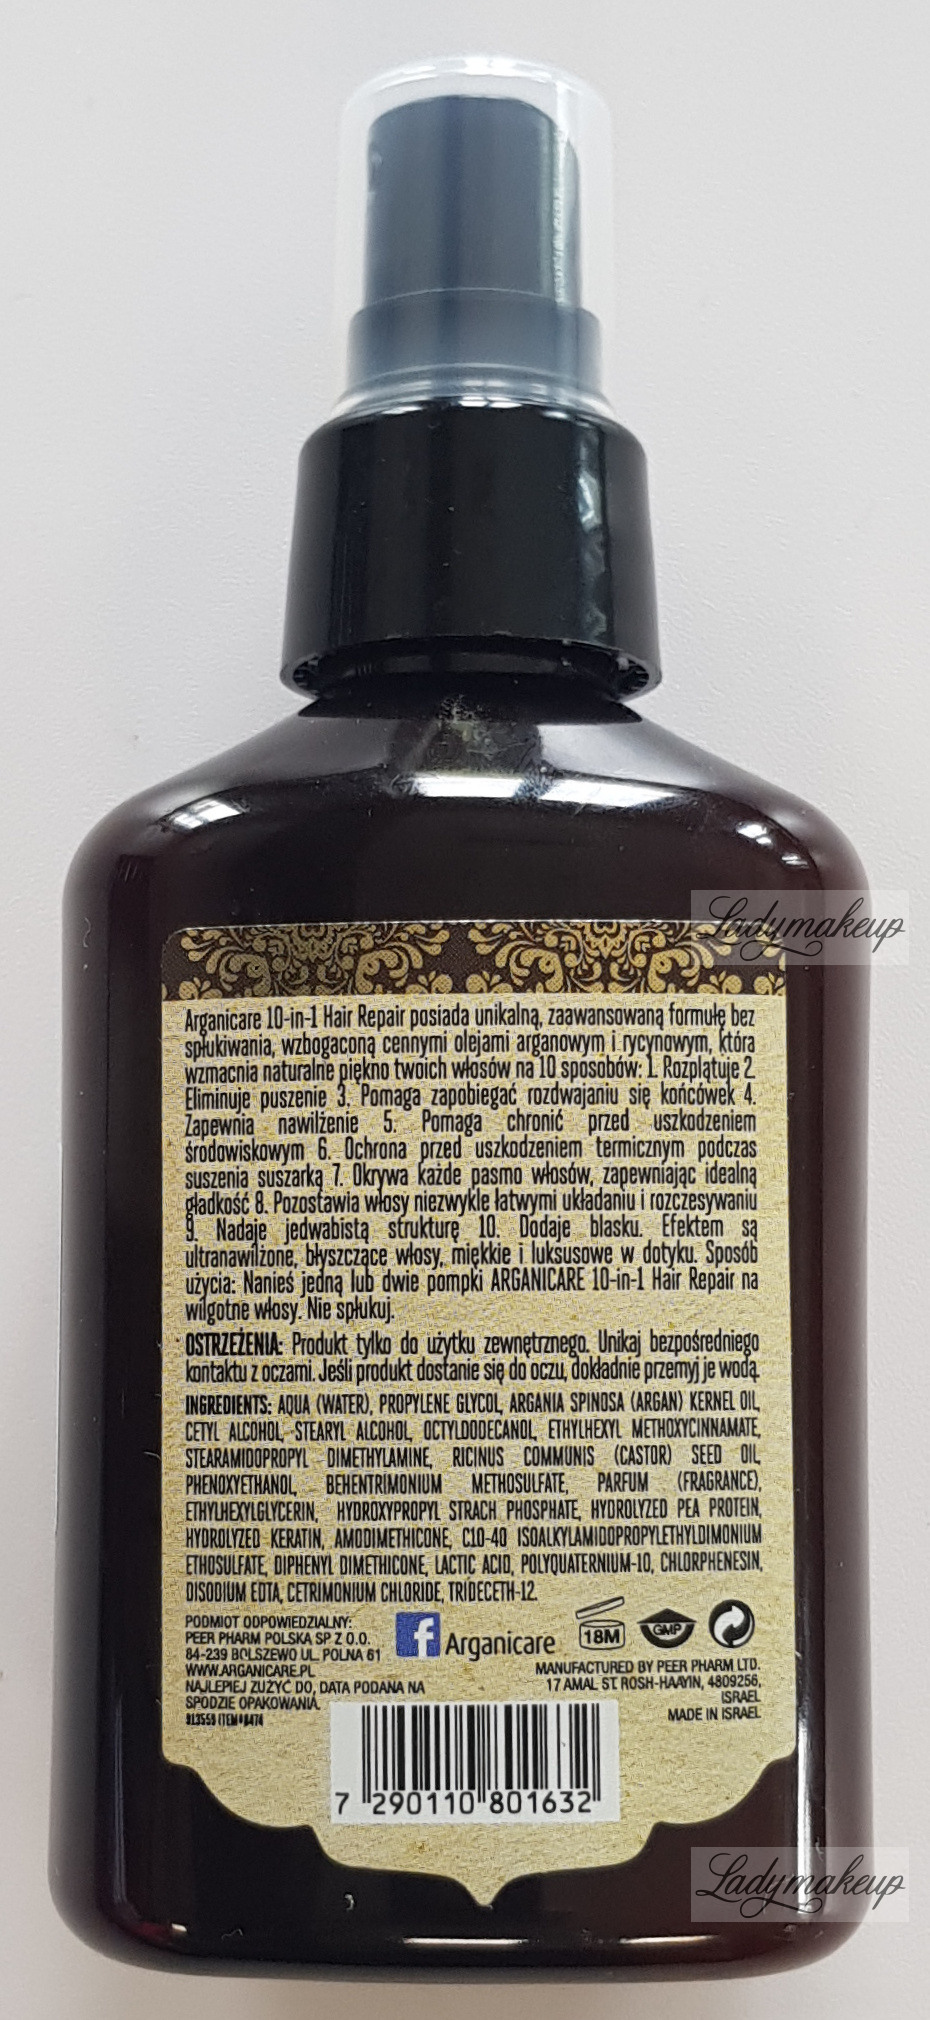 Ladymakeup
Arganicare 10-in-1 Hair Repair posiada unikalną, zaawansowaną formułę bez
spłukiwania, wzbogaconą cennymi olejami arganowym i rycynowym, która
wzmacnia naturalne piękno twoich włosów na 10 sposobów: 1. Rozplątuje 2.
Eliminuje puszenie 3. Pomaga zapobiegać rozdwajaniu się końcówek 4.
Zapewnia nawilżenie 5. Pomaga chronić przed uszkodzeniem
środowiskowym 6. Ochrona przed uszkodzeniem termicznym podczas
suszenia suszarką 7. Okrywa każde pasmo włosów, zapewniając idealną
gładkość 8. Pozostawia włosy niezwykle łatwymi układaniu i rozczesywaniu
9. Nadaje jedwabistą strukturę 10. Dodaje blasku. Efektem są
ultranawilżone, błyszczące włosy, miękkie i luksusowe w dotyku. Sposób
użycia: Nanieś jedną lub dwie pompki ARGANICARE 10-in-1 Hair Repair na
wilgotne włosy. Nie spłukuj.
OSTRZEŻENIA: Produkt tylko do użytku zewnętrznego. Unikaj bezpośredniego
kontaktu z oczami. Jeśli produkt dostanie się do oczu, dokładnie przemyj je wodą.
INGREDIENTS: AQUA (WATER), PROPYLENE GLYCOL, ARGANIA SPINOSA (ARGAN) KERNEL OIL,
CETYL ALCOHOL, STEARYL ALCOHOL, OCTYLDODECANOL, ETHYLHEXYL METHOXYCINNAMATE,
STEARAMIDOPROPYL DIMETHYLAMINE, RICINUS COMMUNIS (CASTOR) SEED OIL,
PHENOXYETHANOL, BEHENTRIMONIUM METHOSULFATE, PARFUM (FRAGRANCE),
ETHYLHEXYLGLYCERIN, HYDROXYPROPYL STRACH PHOSPHATE, HYDROLYZED PEA PROTEIN,
HYDROLYZED KERATIN, AMODIMETHICONE, C10-40 ISOALKYLAMIDOPROPYLETHYLDIMONIUM
ETHOSULFATE, DIPHENYL DIMETHICONE, LACTIC ACID, POLYQUATERNIUM-10, CHLORPHENESIN,
DISODIUM EDTA, CETRIMONIUM CHLORIDE, TRIDECETH-12.
PODMIOT ODPOWIEDZIALNY:
PEER PHARM POLSKA SP Z O.O.
84-239 BOLSZEWO UL. POLNA 61
WWW.ARGANICARE.PL
NAJLEPIEJ ZUŻYĆ DO, DATA PODANA NA
SPODZIE OPAKOWANIA.
913559 ITEM#8474
f Arganicare
18M
GMP
MANUFACTURED BY PEER PHARM LTD.
17 AMAL ST. ROSH-HAAYIN, 4809256,
ISRAEL
MADE IN ISRAEL
7 290110 801632
Ladymakeup